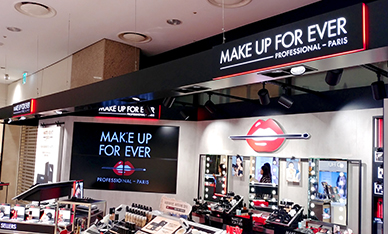 MAKE UP FOR EVER
PROFESSIONAL – PARIS
MAKE UP FOR EVER
MAKE UP
FOR EVER
PROFESSIONAL – PARIS
SELLERS